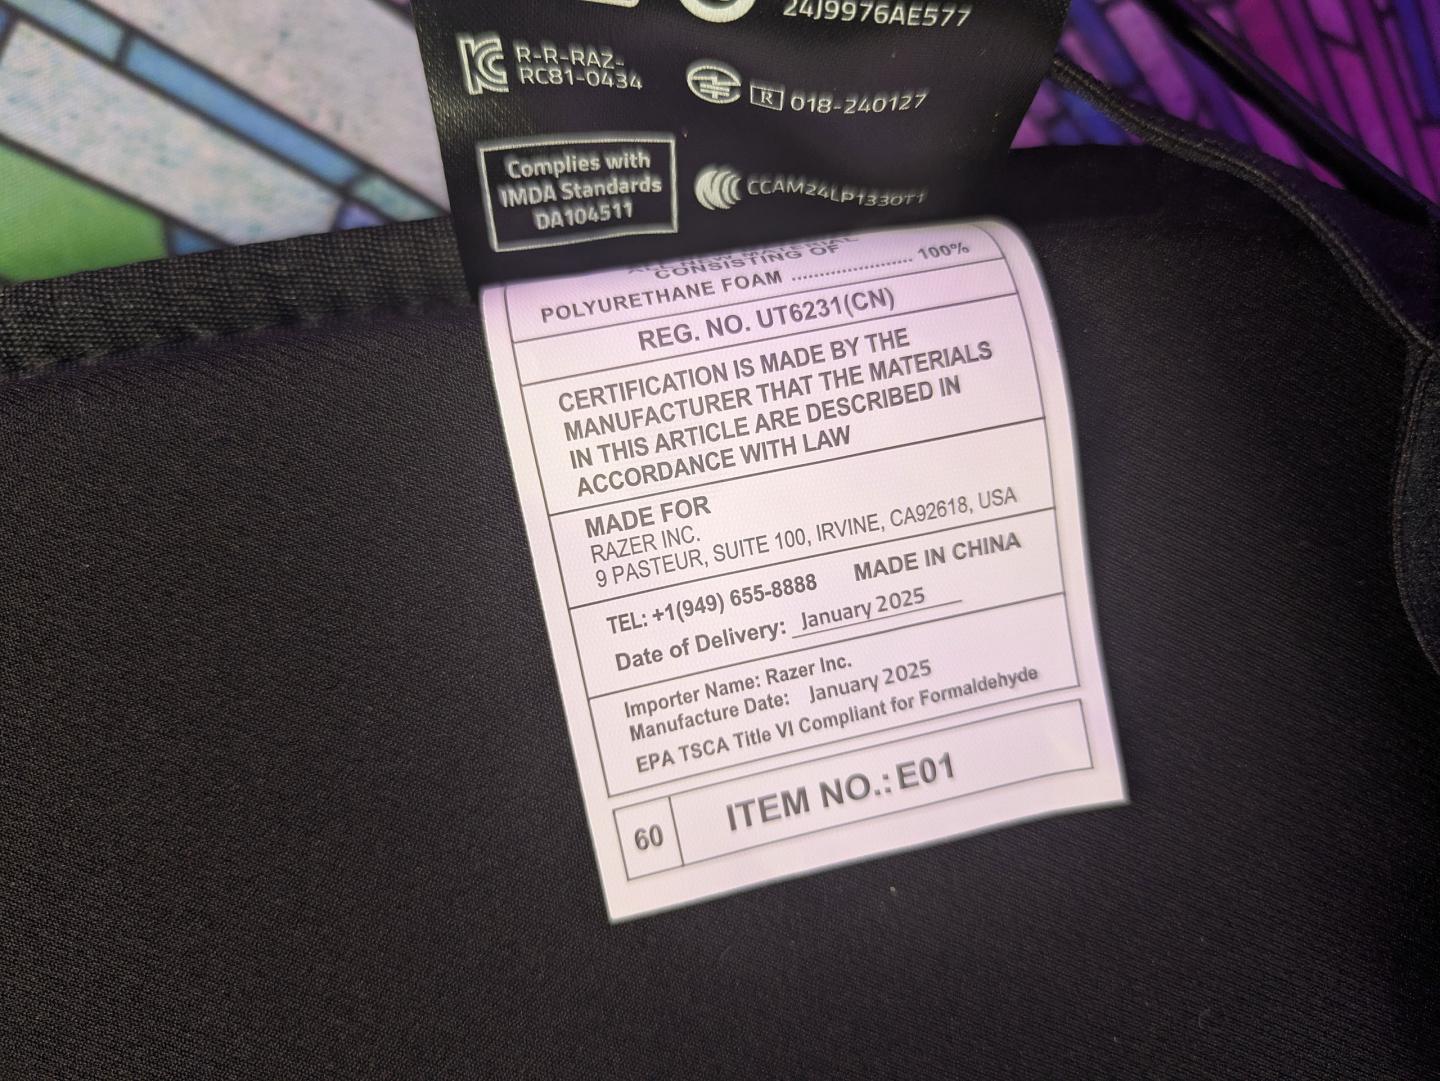 24J9976AE577
R-R-RAZ-
RC81-0434
R 018-240127
Complies with
IMDA Standards
DA104511
CCAM24LP1330T1
ALL NEW MATERIAL
CONSISTING OF
POLYURETHANE FOAM ........................ 100%
REG. NO. UT6231(CN)
CERTIFICATION IS MADE BY THE
MANUFACTURER THAT THE MATERIALS
IN THIS ARTICLE ARE DESCRIBED IN
ACCORDANCE WITH LAW
MADE FOR
RAZER INC.
9 PASTEUR, SUITE 100, IRVINE, CA92618, USA
TEL: +1(949) 655-8888 MADE IN CHINA
Date of Delivery: January 2025
Importer Name: Razer Inc.
Manufacture Date: January 2025
EPA TSCA Title VI Compliant for Formaldehyde
60 ITEM NO.: E01